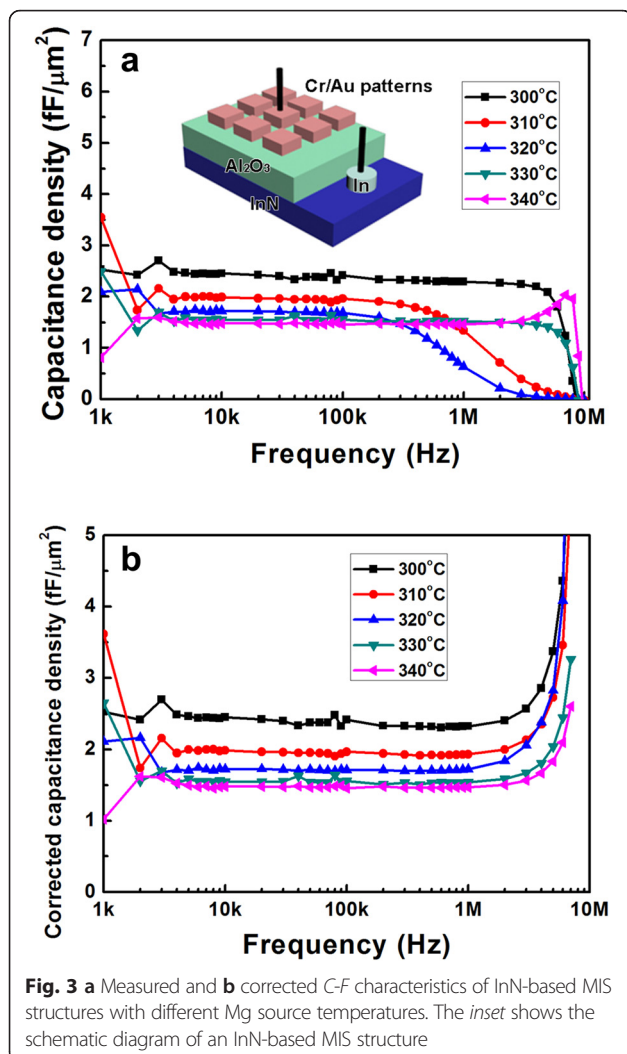 a
Capacitance density (fF/μm²)
7
6
5
4
3
2
1
0
Cr/Au patterns
Al₂O₃
InN
In
300°C
310°C
320°C
330°C
340°C
1k
10k
100k
1M
10M
Frequency (Hz)
b
Corrected capacitance density (fF/μm²)
5
4
3
2
1
0
300°C
310°C
320°C
330°C
340°C
1k
10k
100k
1M
10M
Frequency (Hz)
Fig. 3 a Measured and b corrected C-F characteristics of InN-based MIS
structures with different Mg source temperatures. The inset shows the
schematic diagram of an InN-based MIS structure